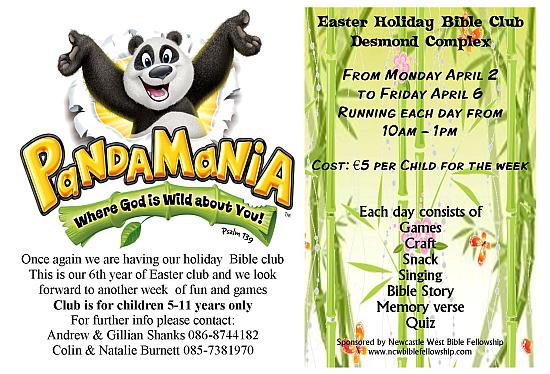 PANDAMANIA
Where God is Wild about You!
TM
Psalm 139
Once again we are having our holiday Bible club
This is our 6th year of Easter club and we look
forward to another week of fun and games
Club is for children 5-11 years only
For further info please contact:
Andrew & Gillian Shanks 086-8744182
Colin & Natalie Burnett 085-7381970
Easter Holiday Bible Club
Desmond Complex
From Monday April 2
to Friday April 6
Running each day from
10am – 1pm
Cost: €5 per Child for the week
Each day consists of
Games
Craft
Snack
Singing
Bible Story
Memory verse
Quiz
Sponsored by Newcastle West Bible Fellowship
www.ncwbiblefellowship.com